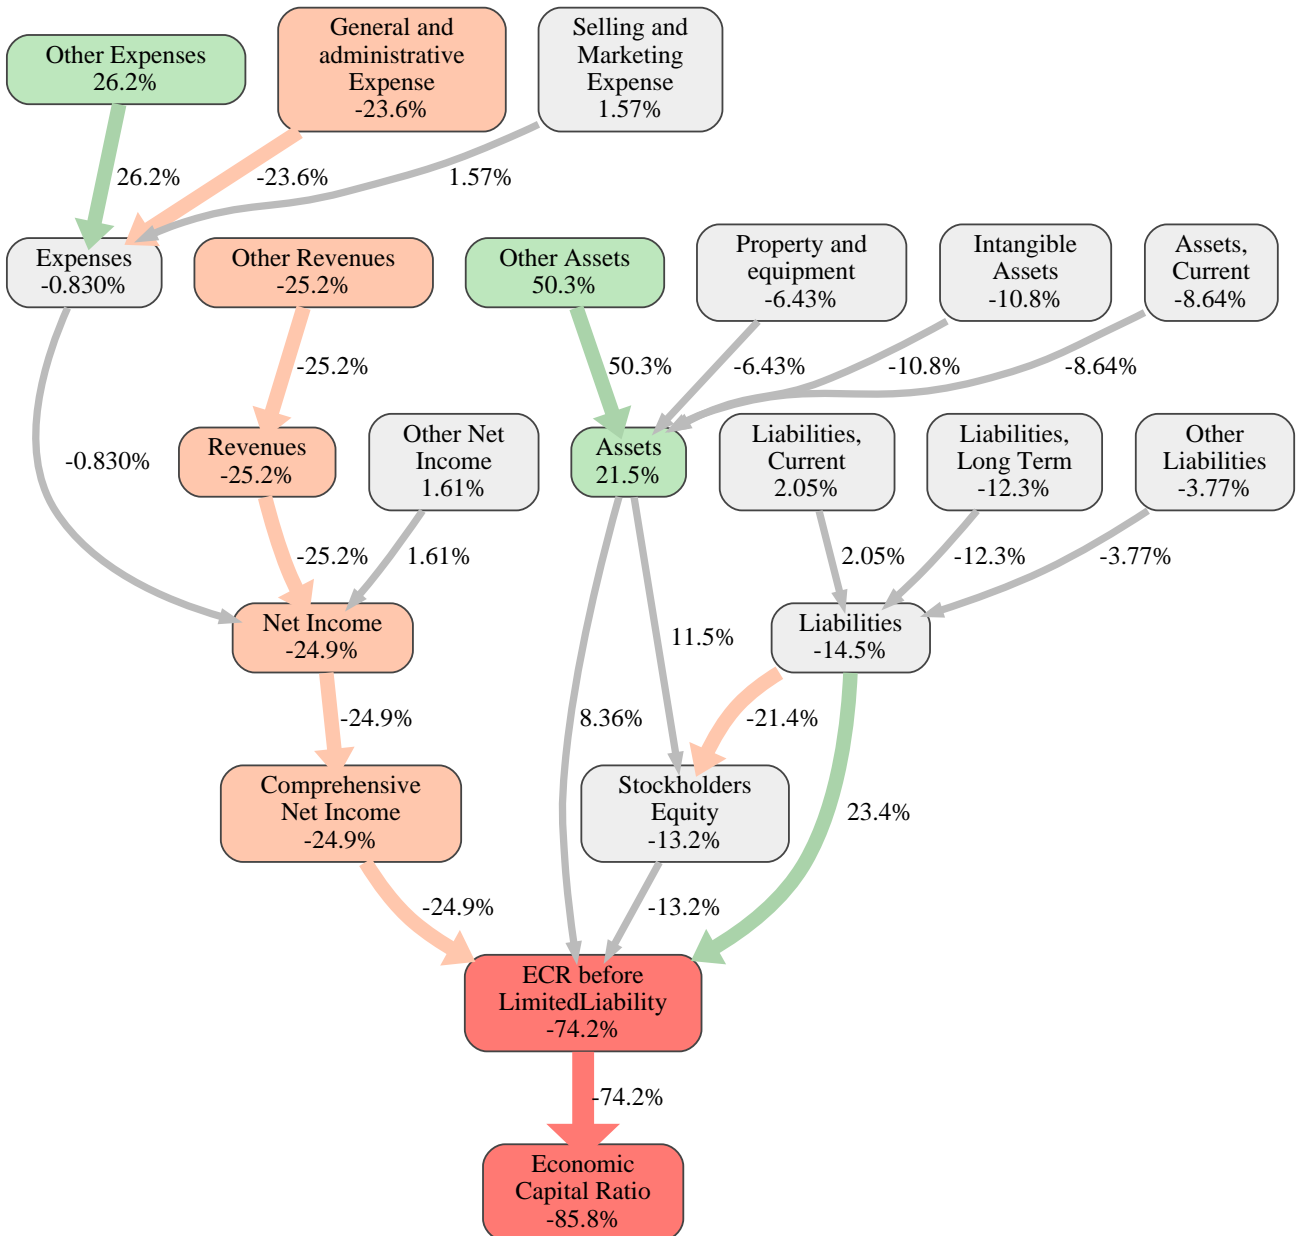 Other Expenses
26.2%
General and
administrative
Expense
-23.6%
Selling and
Marketing
Expense
1.57%
26.2%
-23.6%
1.57%
Expenses
-0.830%
Other Revenues
-25.2%
Other Assets
50.3%
Property and
equipment
-6.43%
Intangible
Assets
-10.8%
Assets,
Current
-8.64%
-25.2%
50.3%
-6.43%
-10.8%
-8.64%
-0.830%
Revenues
-25.2%
Other Net
Income
1.61%
Assets
21.5%
Liabilities,
Current
2.05%
Liabilities,
Long Term
-12.3%
Other
Liabilities
-3.77%
-25.2%
1.61%
2.05%
-12.3%
-3.77%
Net Income
-24.9%
11.5%
Liabilities
-14.5%
-24.9%
8.36%
-21.4%
Comprehensive
Net Income
-24.9%
Stockholders
Equity
-13.2%
23.4%
-24.9%
-13.2%
ECR before
LimitedLiability
-74.2%
-74.2%
Economic
Capital Ratio
-85.8%